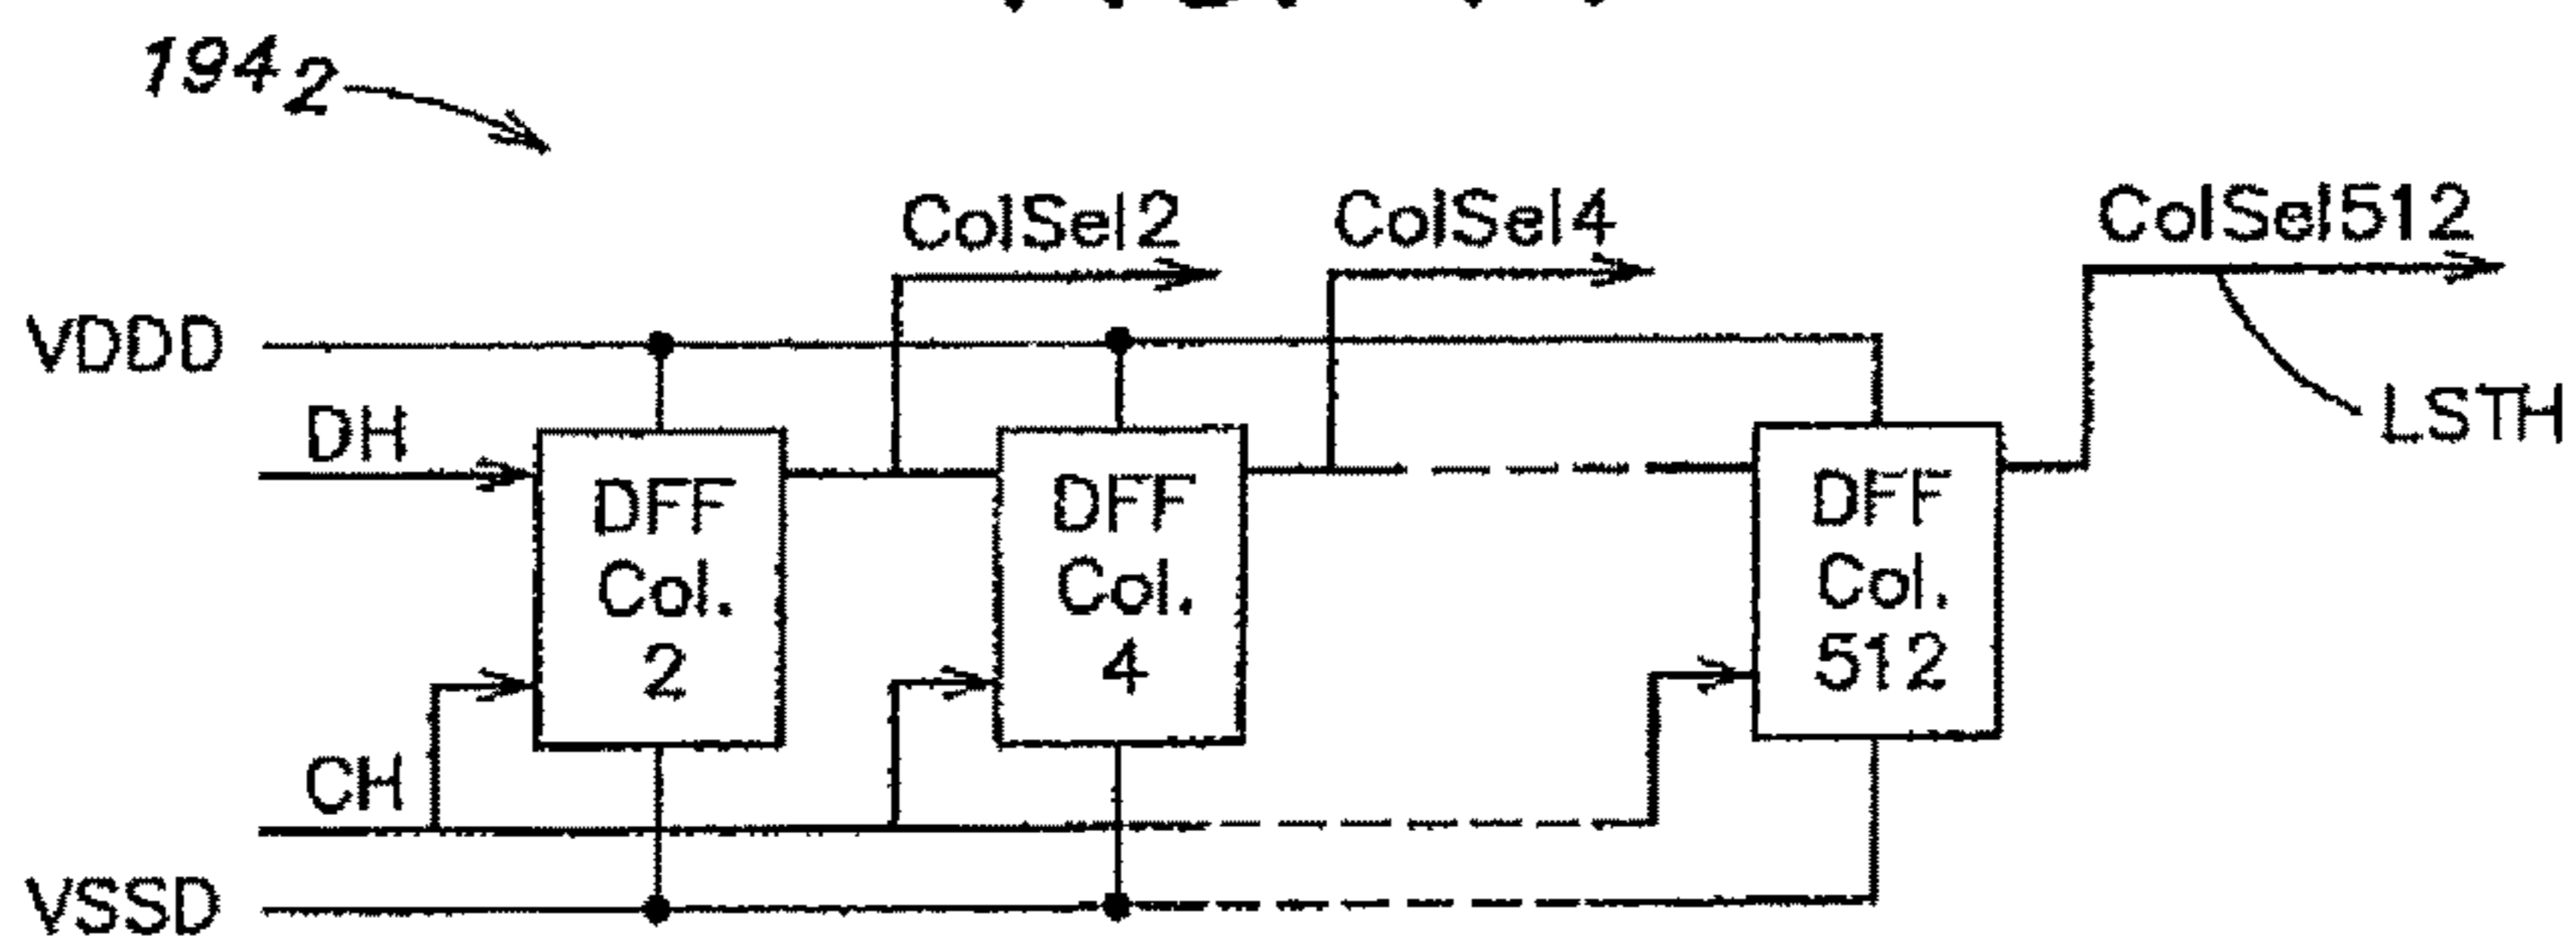 194₂
ColSel2
ColSel4
ColSel512
VDDD
LSTH
DH
DFF
Col.
2
DFF
Col.
4
DFF
Col.
512
CH
VSSD